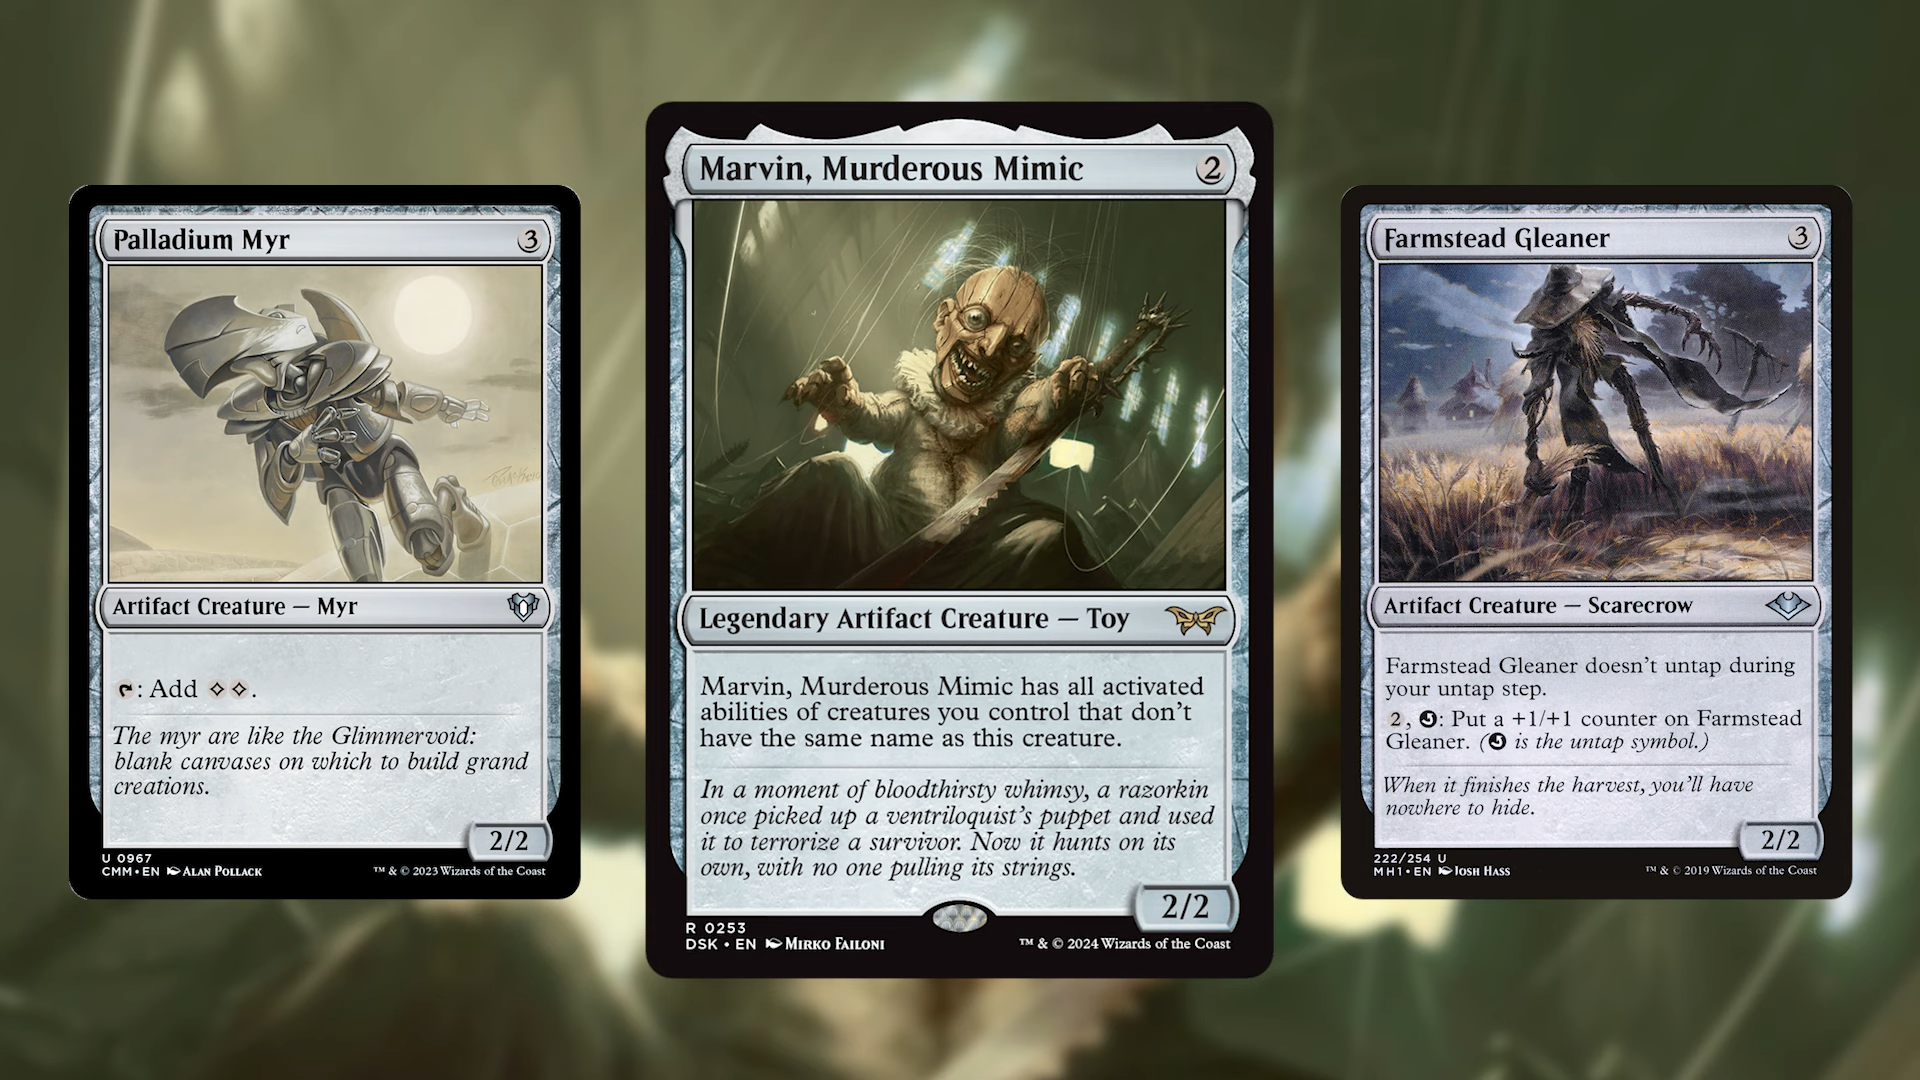 Palladium Myr 3
Artifact Creature — Myr
: Add .
The myr are like the Glimmervoid:
blank canvases on which to build grand
creations.
2/2
U 0967
CMM • EN ALAN POLLACK
™ & © 2023 Wizards of the Coast
Marvin, Murderous Mimic 2
Legendary Artifact Creature — Toy
Marvin, Murderous Mimic has all activated
abilities of creatures you control that don't
have the same name as this creature.
In a moment of bloodthirsty whimsy, a razorkin
once picked up a ventriloquist's puppet and used
it to terrorize a survivor. Now it hunts on its
own, with no one pulling its strings.
2/2
R 0253
DSK • EN MIRKO FAILONI
™ & © 2024 Wizards of the Coast
Farmstead Gleaner 3
Artifact Creature — Scarecrow
Farmstead Gleaner doesn't untap during
your untap step.
2, : Put a +1/+1 counter on Farmstead
Gleaner. ( is the untap symbol.)
When it finishes the harvest, you'll have
nowhere to hide.
2/2
222/254 U
MH1 • EN JOSH HASS
™ & © 2019 Wizards of the Coast